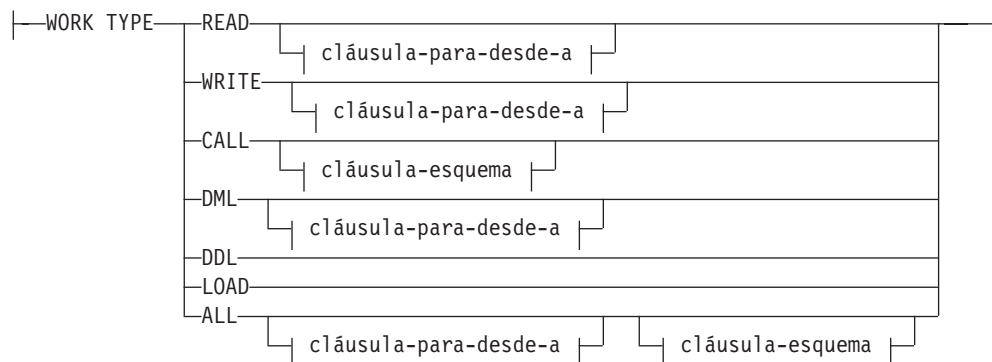 WORK TYPE READ
cláusula-para-desde-a
WRITE
cláusula-para-desde-a
CALL
cláusula-esquema
DML
cláusula-para-desde-a
DDL
LOAD
ALL
cláusula-para-desde-a cláusula-esquema